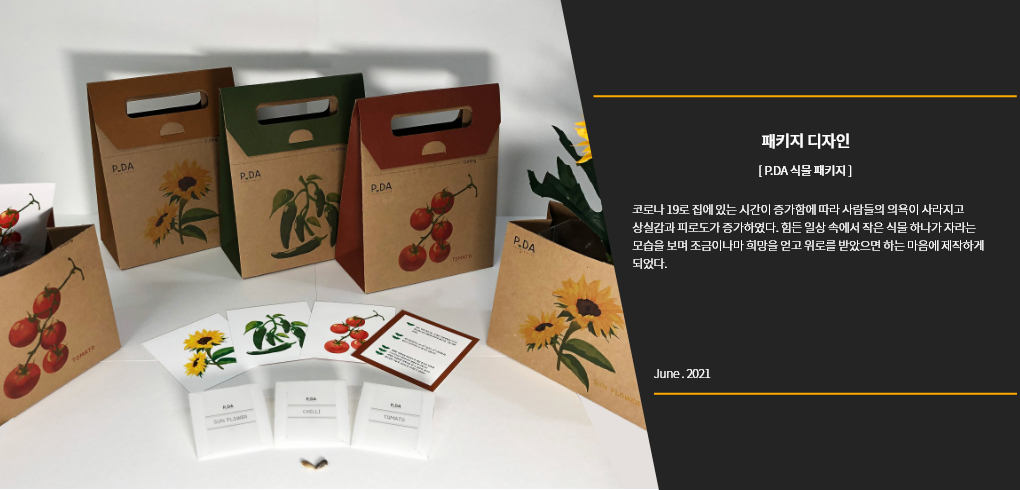 P.DA
P.DA
P.DA
TOMATO
P.DA
SUN FLOWER
TOMATO
P.DA
SUN FLOWER
P.DA
CHILLI
P.DA
TOMATO
패키지 디자인
[ P.DA 식물 패키지 ]
코로나 19로 집에 있는 시간이 증가함에 따라 사람들의 의욕이 사라지고
상실감과 피로도가 증가하였다. 힘든 일상 속에서 작은 식물 하나가 자라는
모습을 보며 조금이나마 희망을 얻고 위로를 받았으면 하는 마음에 제작하게
되었다.
June . 2021